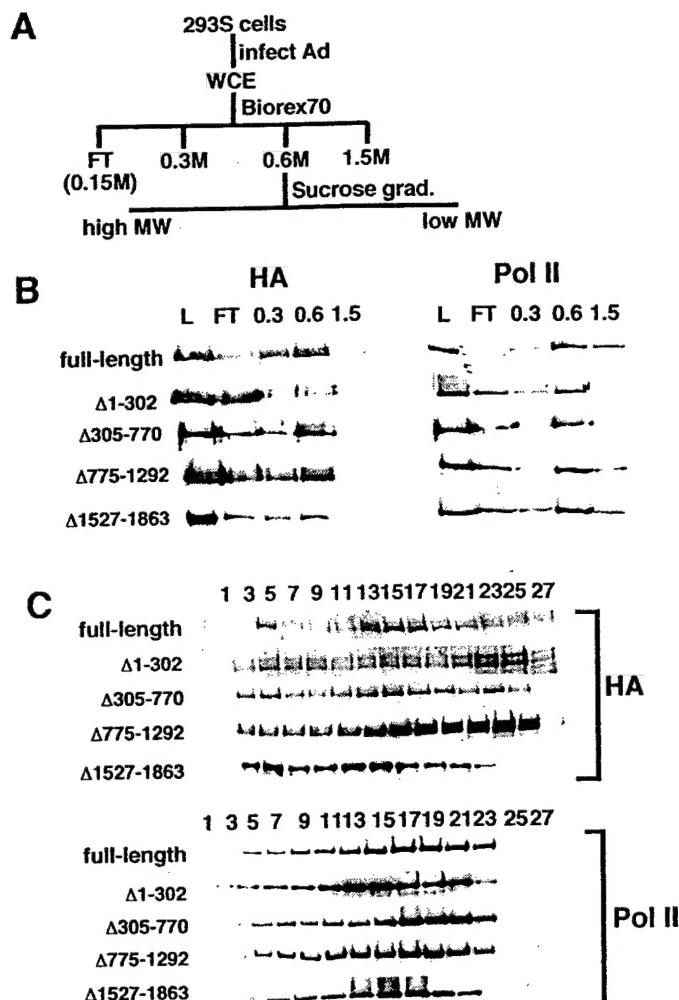 A
293S cells
infect Ad
WCE
Biorex70
FT 0.3M 0.6M 1.5M
(0.15M)
Sucrose grad.
high MW low MW
B
HA Pol II
L FT 0.3 0.6 1.5 L FT 0.3 0.6 1.5
full-length
Δ1-302
Δ305-770
Δ775-1292
Δ1527-1863
C
1 3 5 7 9 11 13 15 17 19 21 23 25 27
full-length
Δ1-302
Δ305-770
Δ775-1292
Δ1527-1863
HA
1 3 5 7 9 11 13 15 17 19 21 23 25 27
full-length
Δ1-302
Δ305-770
Δ775-1292
Δ1527-1863
Pol II